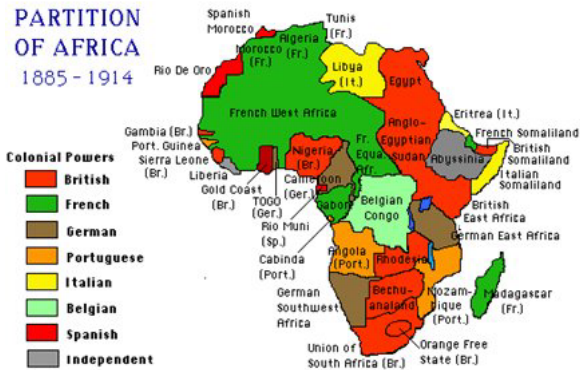 PARTITION
OF AFRICA
1885 - 1914
Spanish
Morocco
Tunis
(Fr.)
Algeria
(Fr.)
Morocco
(Fr.)
Rio De Oro
Libya
(It.)
Egypt
French West Africa
Anglo-
Egyptian
Sudan
Eritrea (It.)
French Somaliland
British
Somaliland
Abyssinia
Italian
Somaliland
Gambia (Br.)
Port. Guinea
Sierra Leone
(Br.)
Liberia
Gold Coast
(Br.)
TOGO
(Ger.)
Nigeria
(Br.)
Cameroon
(Ger.)
Fr.
Equa.
Afr.
Rio Muni
(Sp.)
Gabon
Cabinda
(Port.)
Belgian
Congo
British
East Africa
German East Africa
Angola
(Port.)
Rhodesia
German
Southwest
Africa
Bechu-
analand
Mozam-
bique
(Port.)
Madagascar
(Fr.)
Orange Free
State (Br.)
Union of
South Africa (Br.)
Colonial Powers
British
French
German
Portuguese
Italian
Belgian
Spanish
Independent